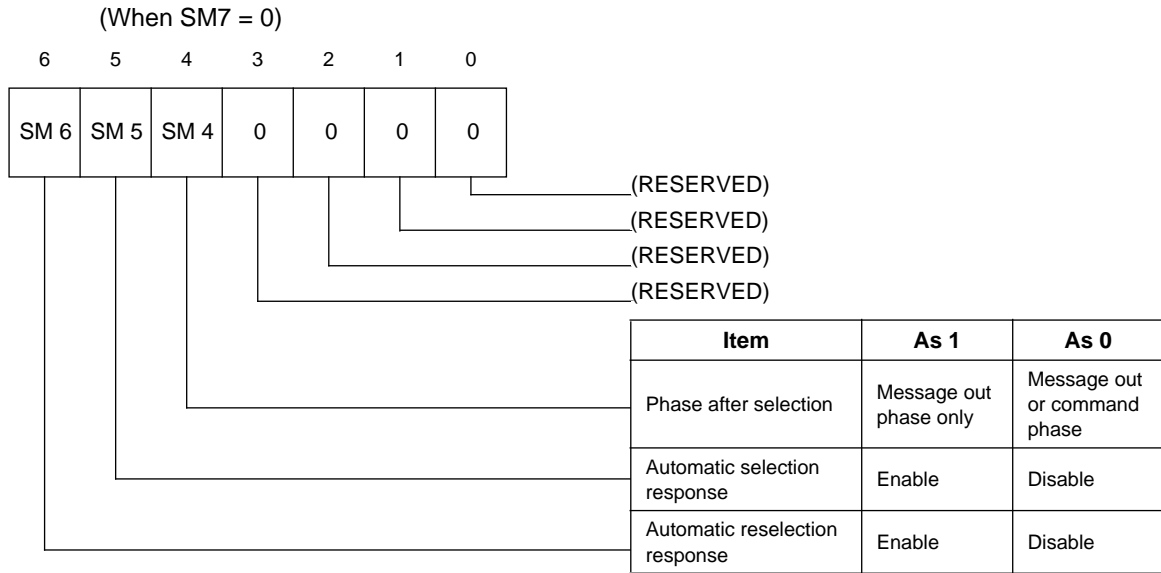 (When SM7 = 0)
6 5 4 3 2 1 0
SM 6 SM 5 SM 4 0 0 0 0
(RESERVED)
(RESERVED)
(RESERVED)
(RESERVED)
Item As 1 As 0
Phase after selection Message out phase only Message out or command phase
Automatic selection response Enable Disable
Automatic reselection response Enable Disable